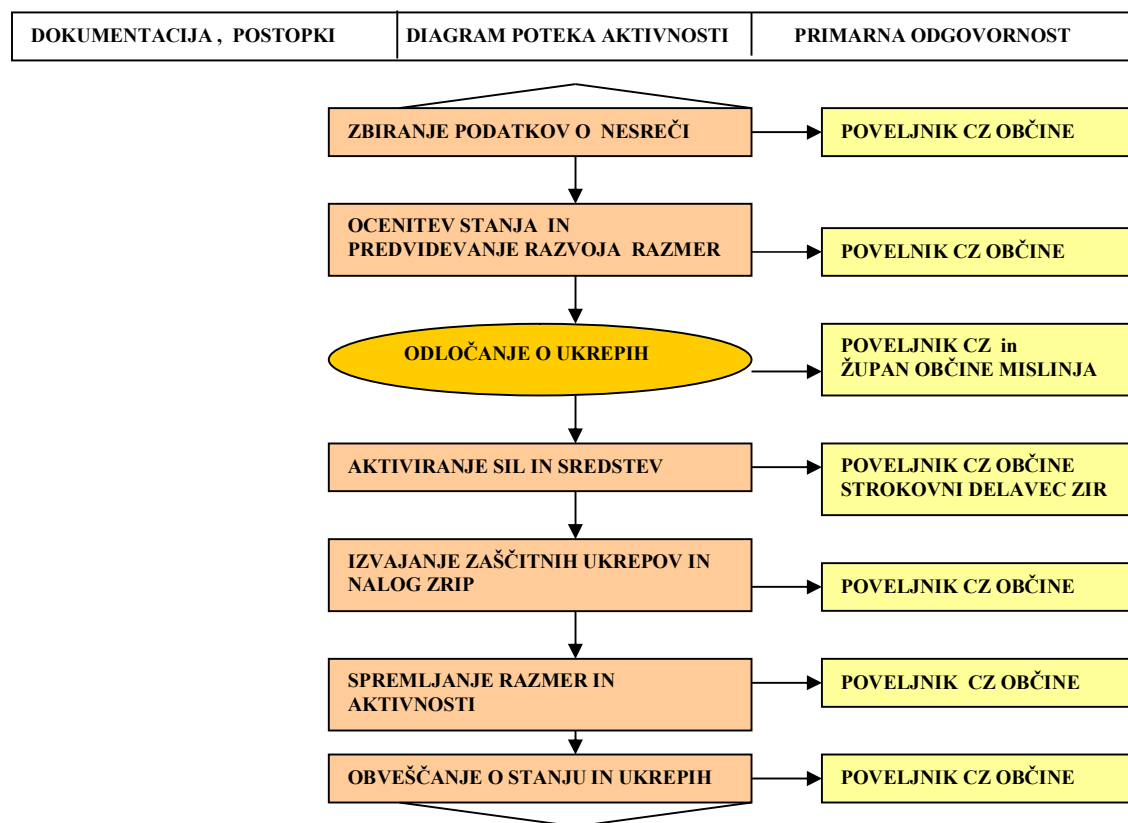 DOKUMENTACIJA , POSTOPKI
DIAGRAM POTEKA AKTIVNOSTI
PRIMARNA ODGOVORNOST
ZBIRANJE PODATKOV O NESREČI
POVELJNIK CZ OBČINE
OCENITEV STANJA IN
PREDVIDEVANJE RAZVOJA RAZMER
POVELNIK CZ OBČINE
ODLOČANJE O UKREPIH
POVELJNIK CZ in
ŽUPAN OBČINE MISLINJA
AKTIVIRANJE SIL IN SREDSTEV
POVELJNIK CZ OBČINE
STROKOVNI DELAVEC ZIR
IZVAJANJE ZAŠČITNIH UKREPOV IN
NALOG ZRIP
POVELJNIK CZ OBČINE
SPREMLJANJE RAZMER IN
AKTIVNOSTI
POVELJNIK CZ OBČINE
OBVEŠČANJE O STANJU IN UKREPIH
POVELJNIK CZ OBČINE